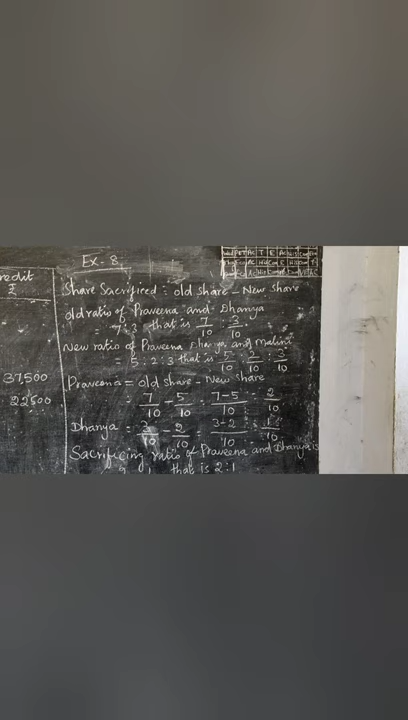 Ex - 8.
redit
₹
37,500
22,500
Share Sacrificed = old share - New share
old ratio of Praveena and Dhanya
= 7:3 that is 7/10 : 3/10
New ratio of Praveena Dhanya and Malini
= 5:2:3 that is 5/10 : 2/10 : 3/10
Praveena = old share - New share
= 7/10 - 5/10 = 7-5/10 = 2/10
Dhanya = 3/10 - 2/10 = 3-2/10 = 1/10
Sacrificing ratio of Praveena and Dhanya is
that is 2:1